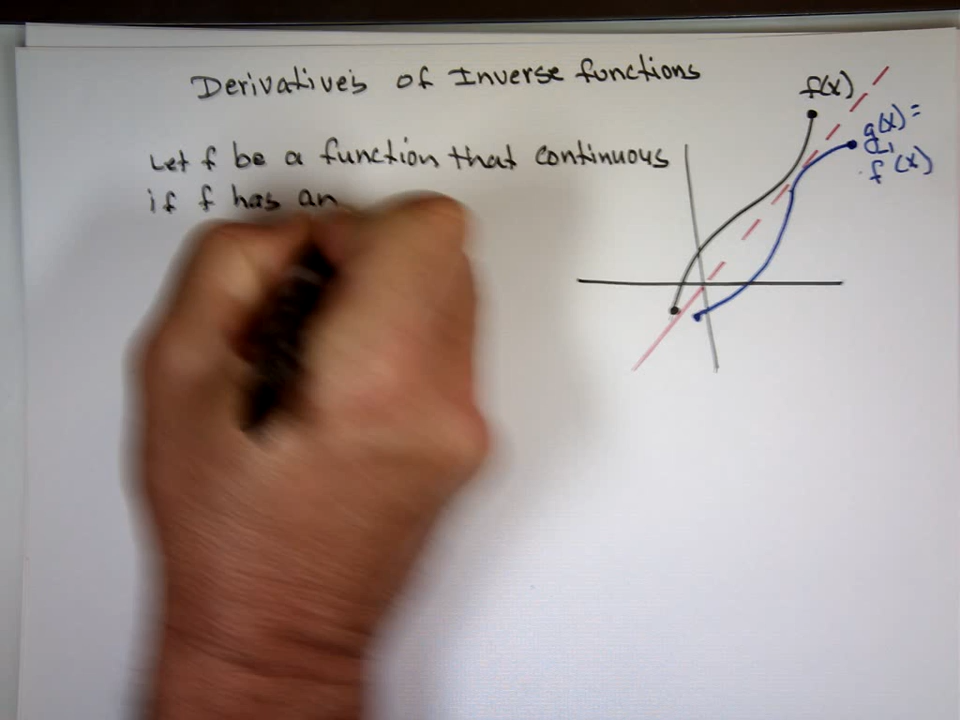 Derivatives of Inverse functions
Let f be a function that continuous
if f has an
f(x)
g(x) =
f⁻¹(x)